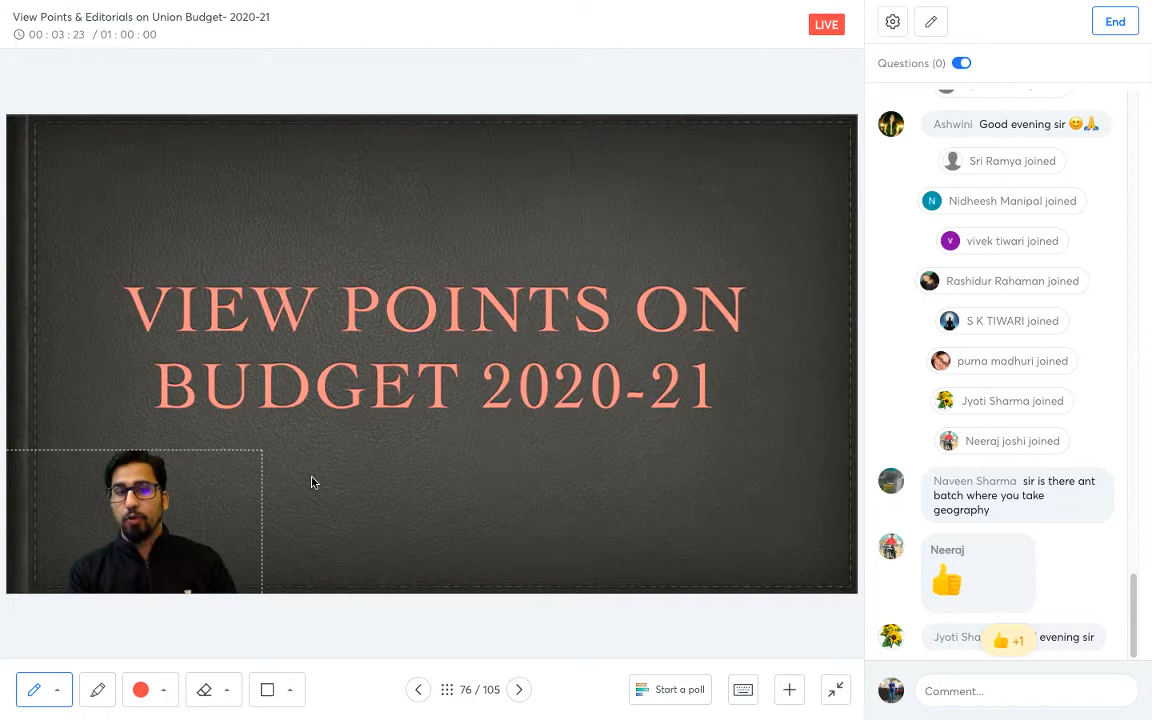 View Points & Editorials on Union Budget- 2020-21
00 : 03 : 23 / 01 : 00 : 00
LIVE
End
Questions (0)
VIEW POINTS ON
BUDGET 2020-21
Ashwini Good evening sir 😊🙏
Sri Ramya joined
N Nidheesh Manipal joined
v vivek tiwari joined
Rashidur Rahaman joined
S K TIWARI joined
purna madhuri joined
Jyoti Sharma joined
Neeraj joshi joined
Naveen Sharma sir is there ant
batch where you take
geography
Neeraj
👍
Jyoti Sha
👍 +1
evening sir
76 / 105
Start a poll
Comment...